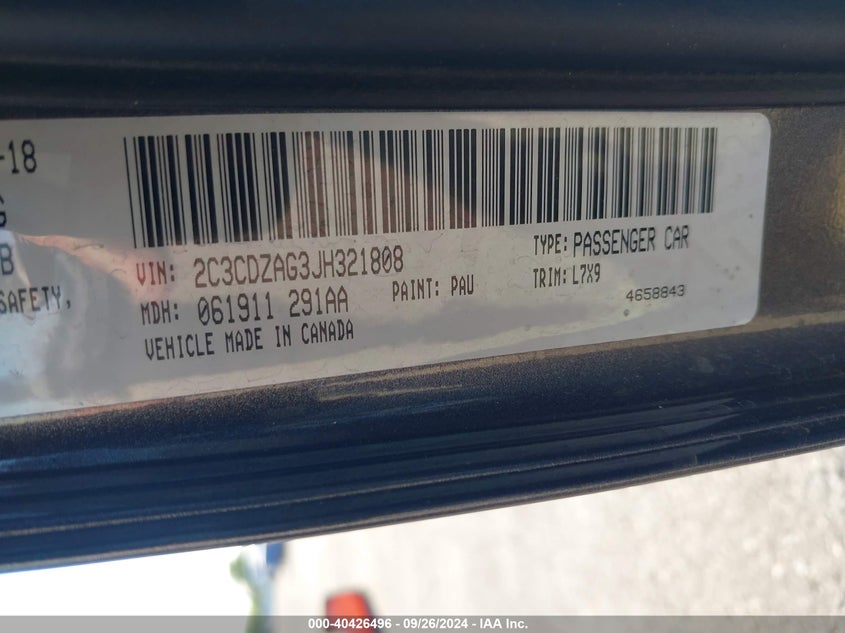 -18
B
SAFETY,
VIN: 2C3CDZAG3JH321808
TYPE: PASSENGER CAR
MDH: 061911 291AA
PAINT: PAU
TRIM: L7X9
4658843
VEHICLE MADE IN CANADA
000-40426496 - 09/26/2024 - IAA Inc.